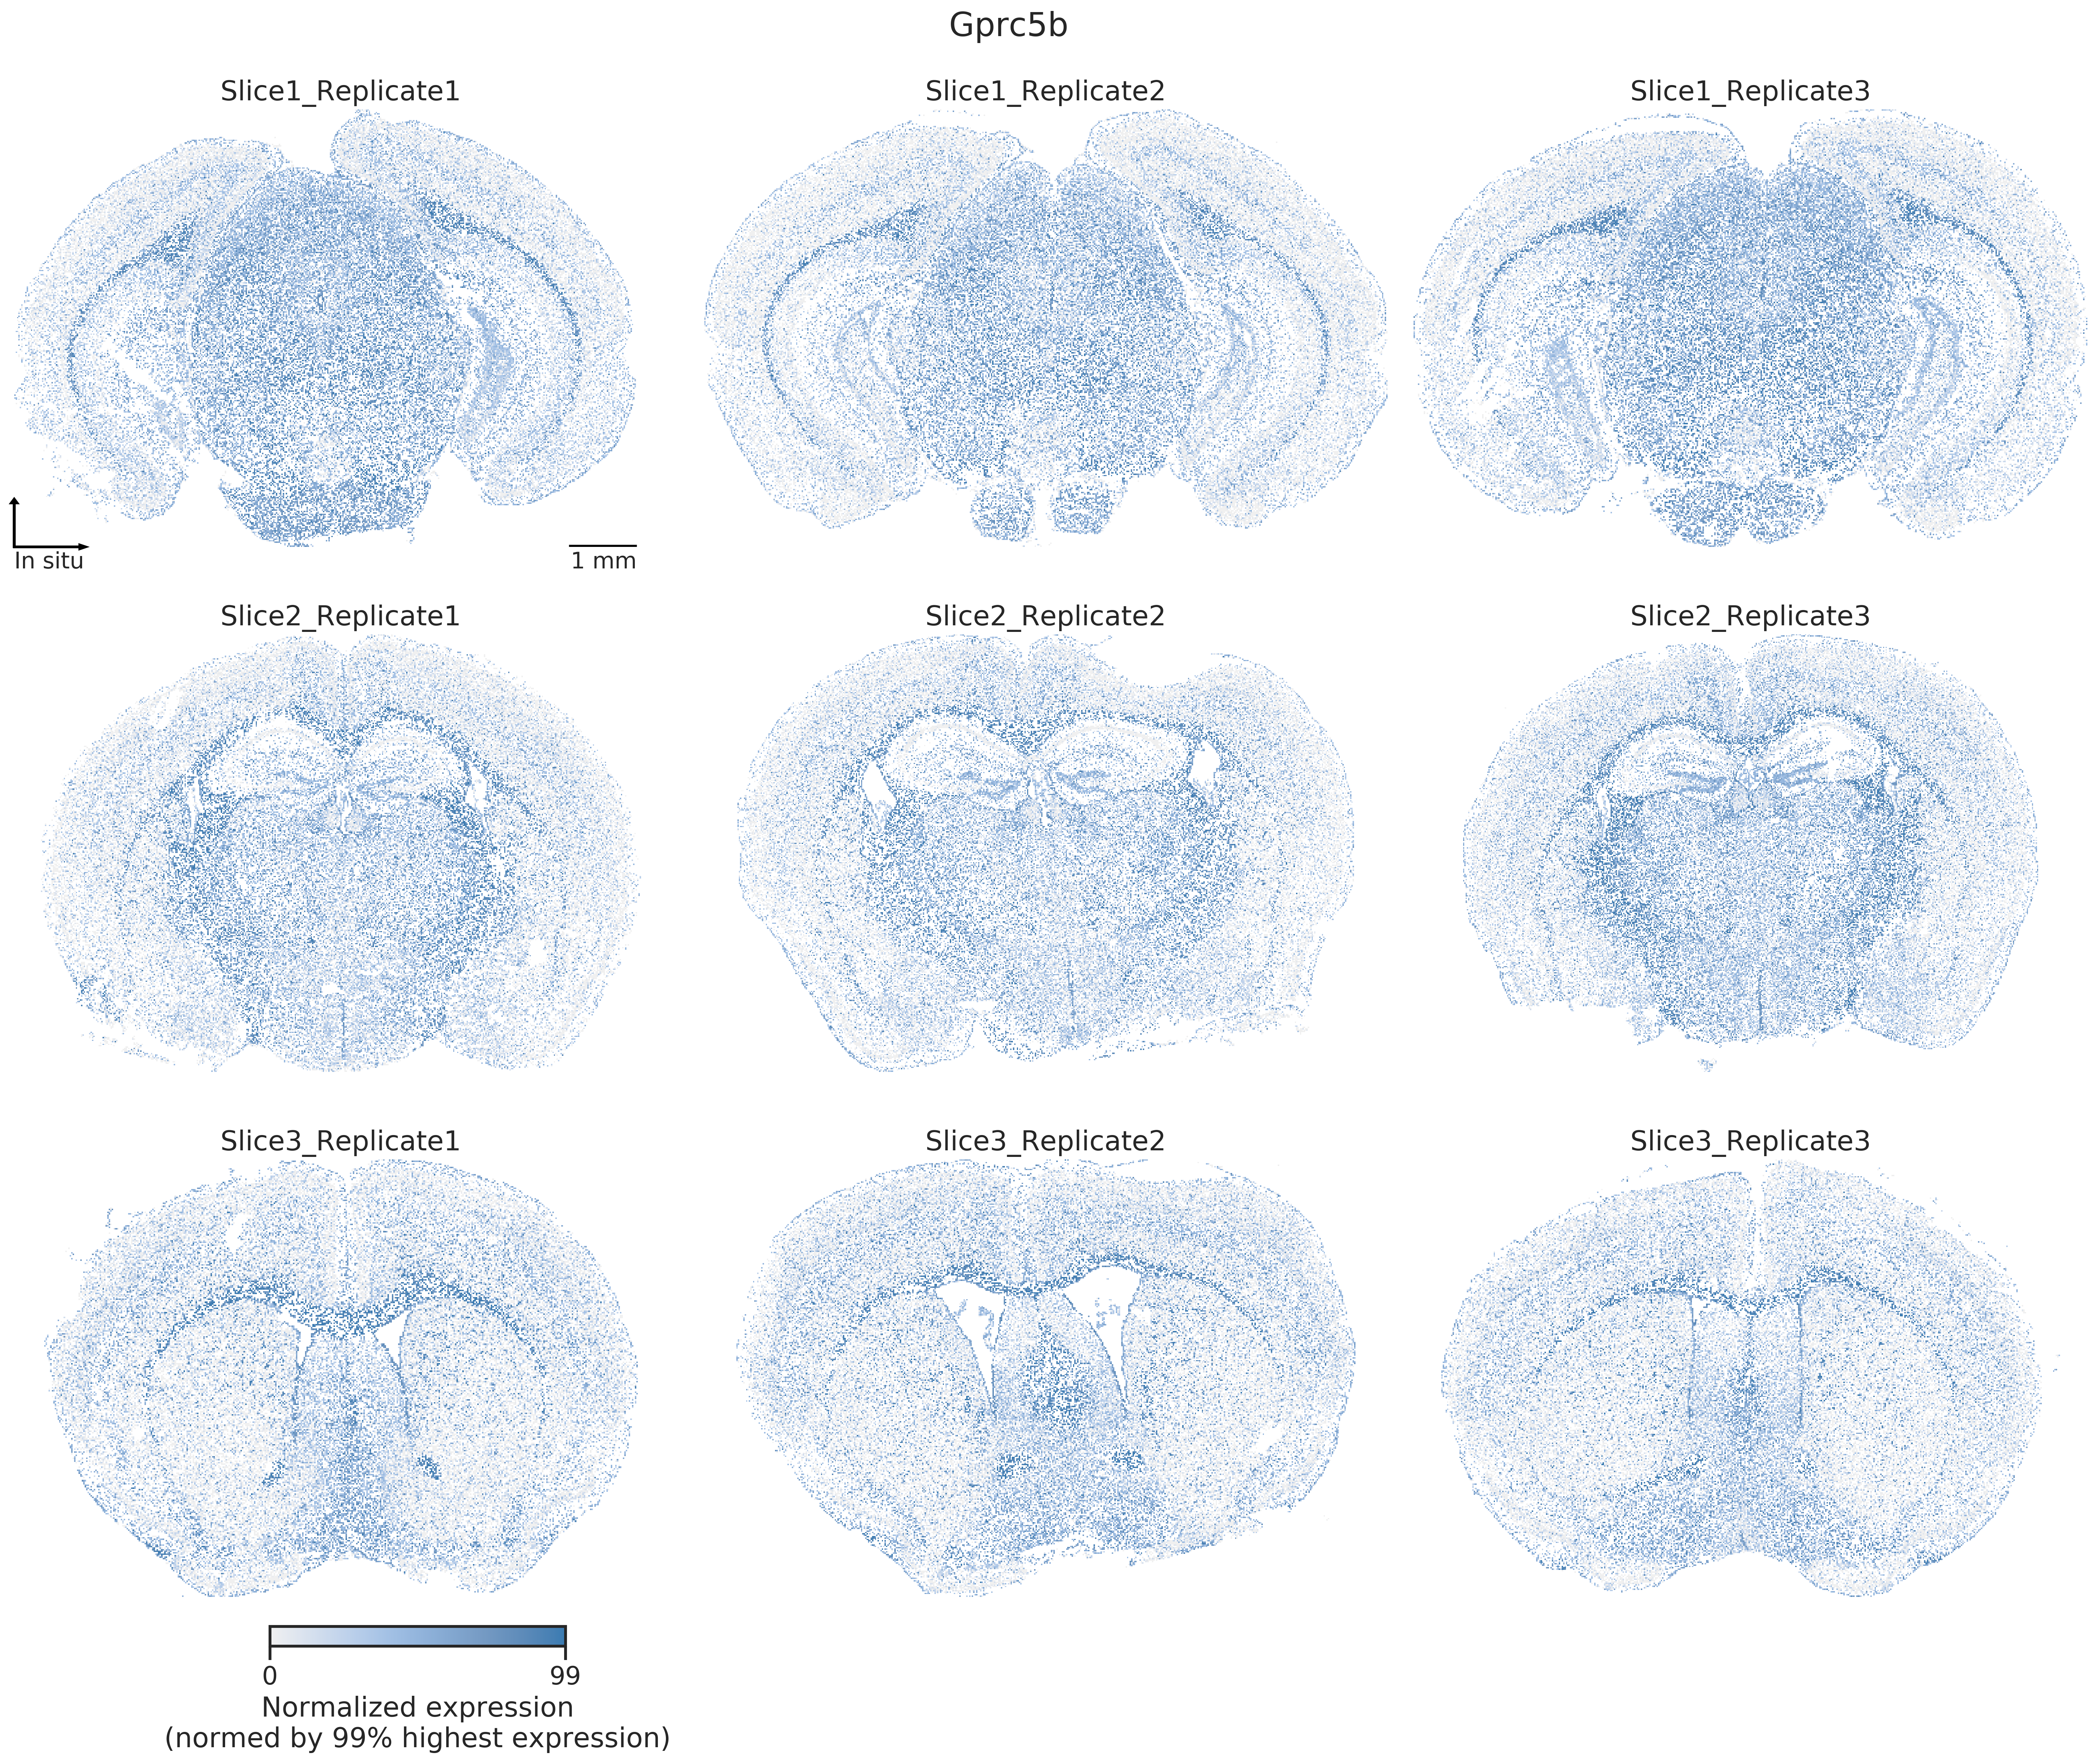 Gprc5b
Slice1_Replicate1
Slice1_Replicate2
Slice1_Replicate3
In situ
1 mm
Slice2_Replicate1
Slice2_Replicate2
Slice2_Replicate3
Slice3_Replicate1
Slice3_Replicate2
Slice3_Replicate3
0
99
Normalized expression
(normed by 99% highest expression)